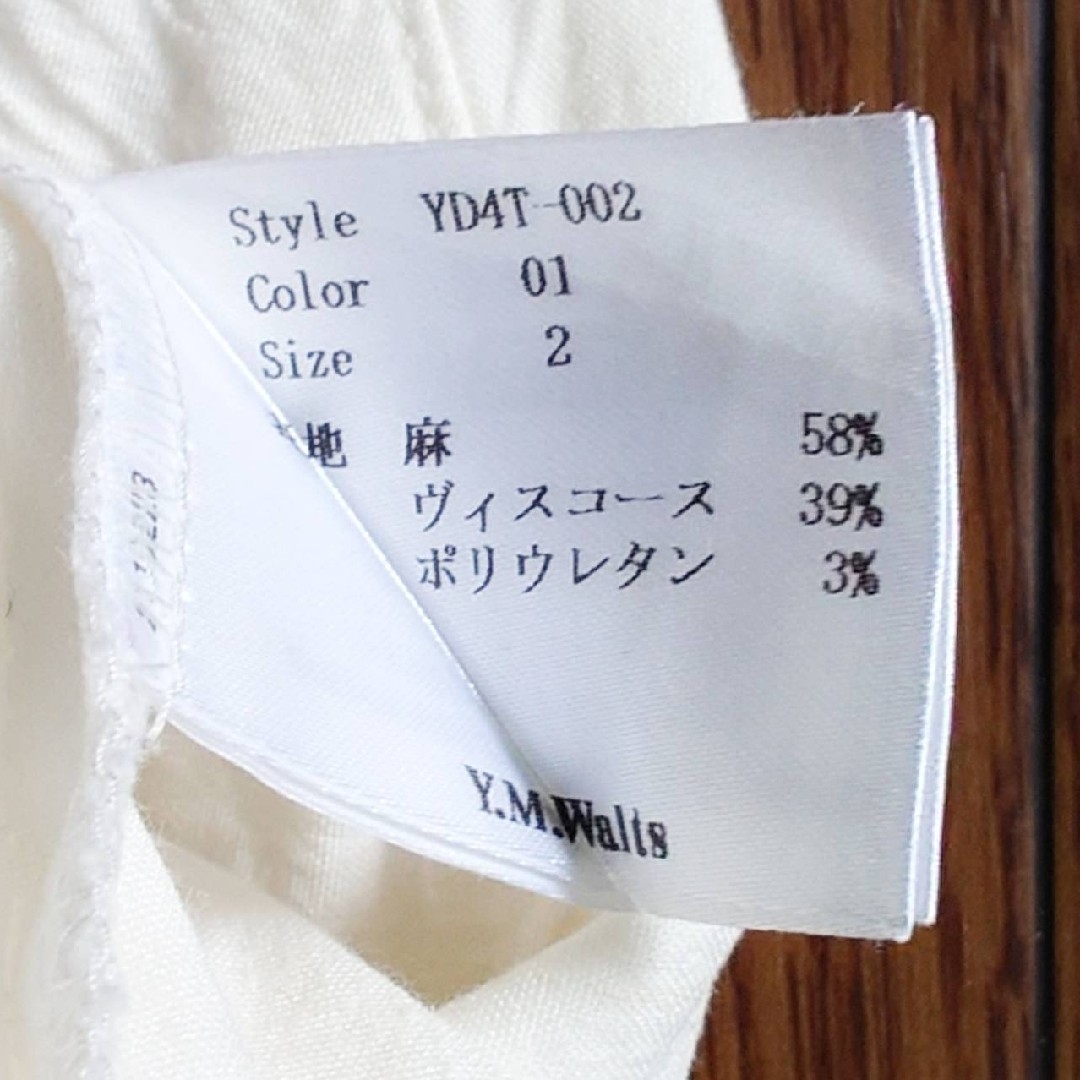 Style YD4T-002
Color 01
Size 2
地 麻 58%
ヴィスコース 39%
ポリウレタン 3%
Y.M.Walts